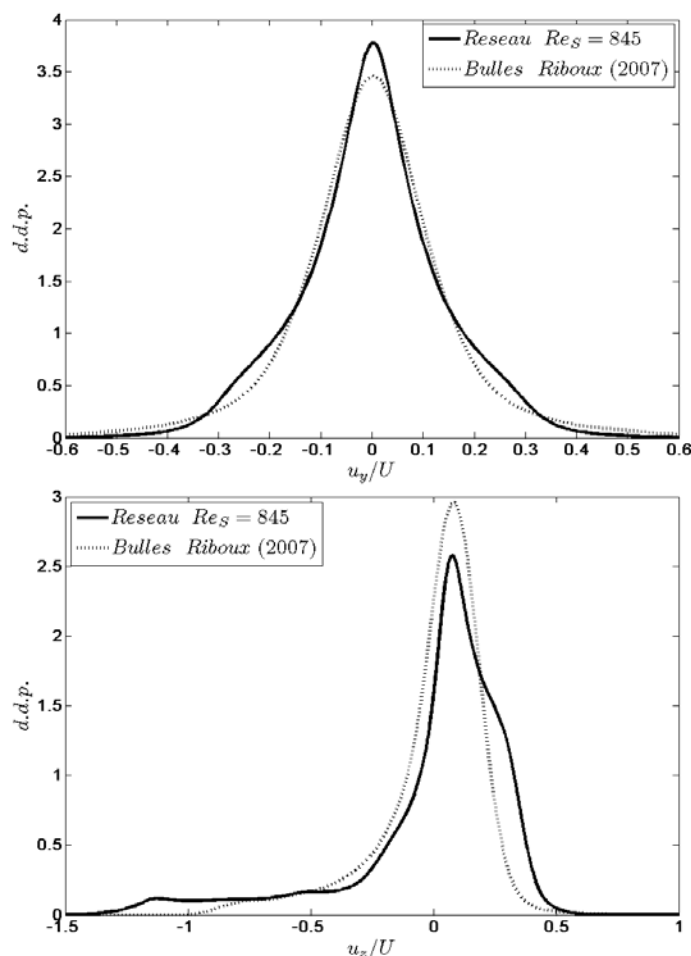 4
3.5
3
2.5
2
1.5
1
0.5
0
d.d.p.
Reseau Re_S = 845
Bulles Riboux (2007)
-0.6 -0.5 -0.4 -0.3 -0.2 -0.1 0 0.1 0.2 0.3 0.4 0.5 0.6
u_y/U
3
2.5
2
1.5
1
0.5
0
d.d.p.
Reseau Re_S = 845
Bulles Riboux (2007)
-1.5 -1 -0.5 0 0.5 1
u_z/U